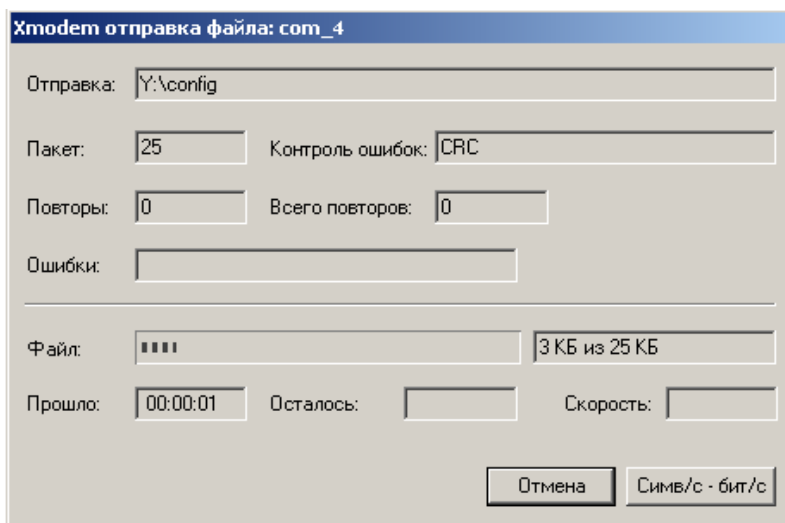 Xmodem отправка файла: com_4
Отправка: Y:\config
Пакет: 25 Контроль ошибок: CRC
Повторы: 0 Всего повторов: 0
Ошибки:
Файл: 3 КБ из 25 КБ
Прошло: 00:00:01 Осталось: Скорость:
Отмена Симв/с - бит/с